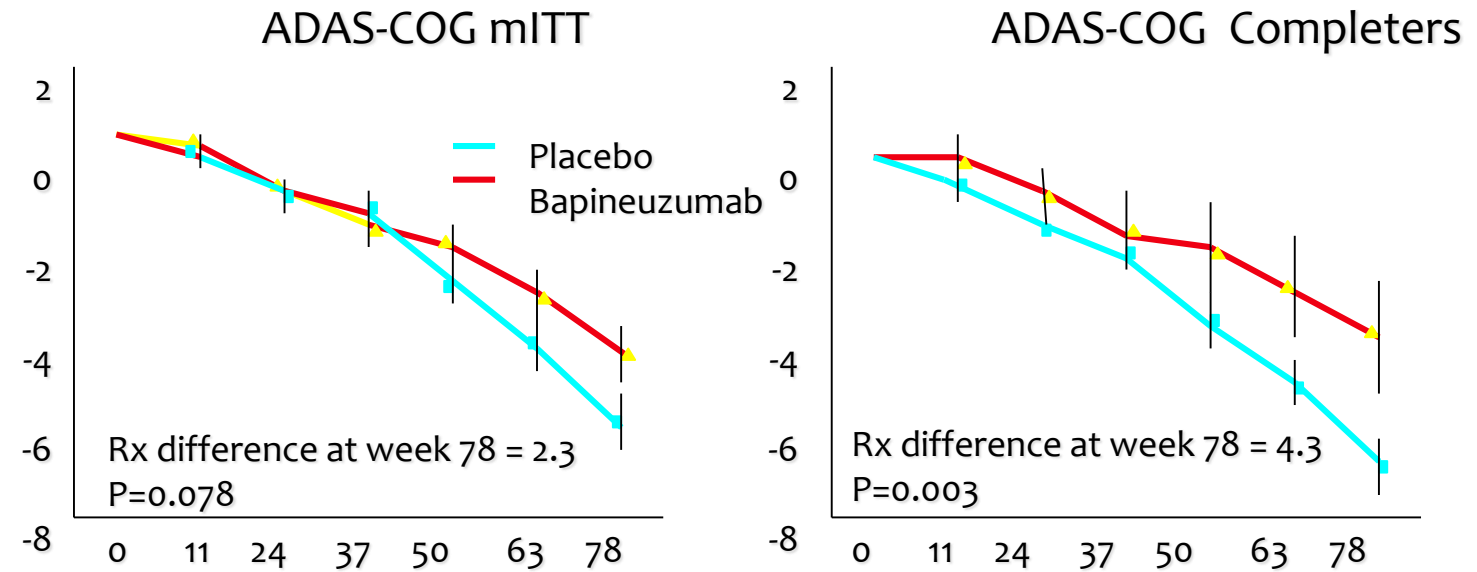 ADAS-COG mITT
2
0
-2
-4
-6
-8
Placebo
Bapineuzumab
Rx difference at week 78 = 2.3
P=0.078
0 11 24 37 50 63 78
ADAS-COG Completers
2
0
-2
-4
-6
-8
Rx difference at week 78 = 4.3
P=0.003
0 11 24 37 50 63 78